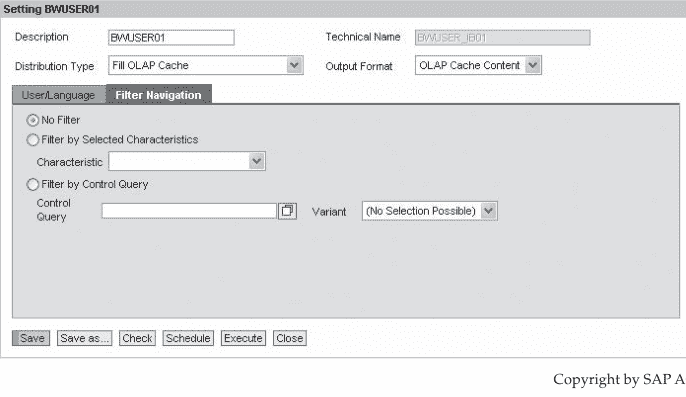 Setting BWUSER01
Description BWUSER01 Technical Name BWUSER_IB01
Distribution Type Fill OLAP Cache Output Format OLAP Cache Content
User/Language Filter Navigation
No Filter
Filter by Selected Characteristics
Characteristic
Filter by Control Query
Control Query Variant (No Selection Possible)
Save Save as... Check Schedule Execute Close
Copyright by SAP A